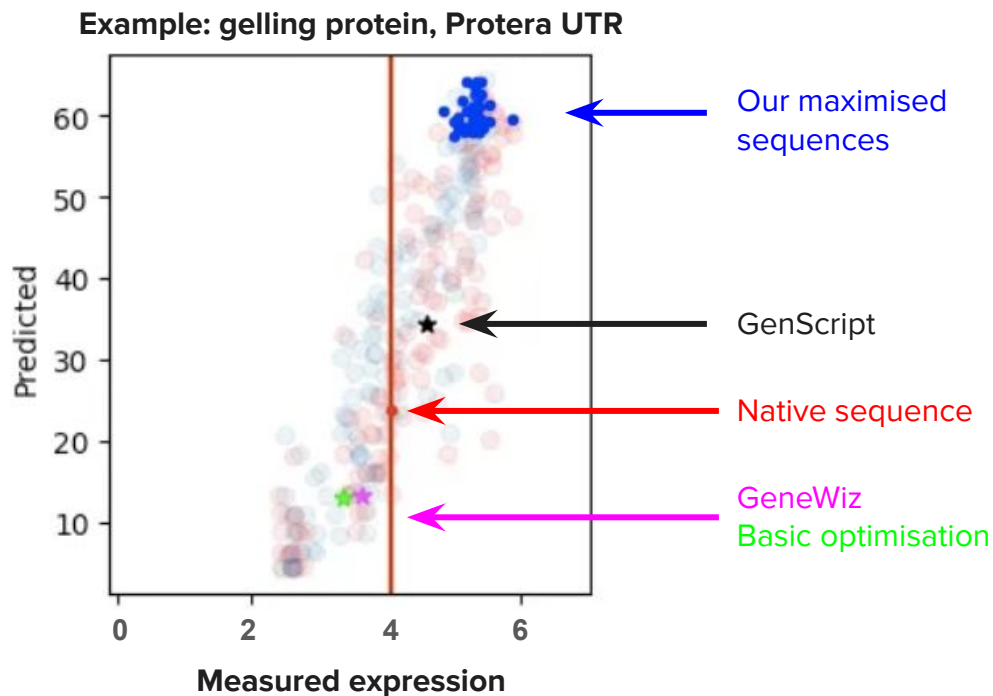 Example: gelling protein, Protera UTR
Predicted
60
50
40
30
20
10
0
2
4
6
Measured expression
Our maximised
sequences
GenScript
Native sequence
GeneWiz
Basic optimisation